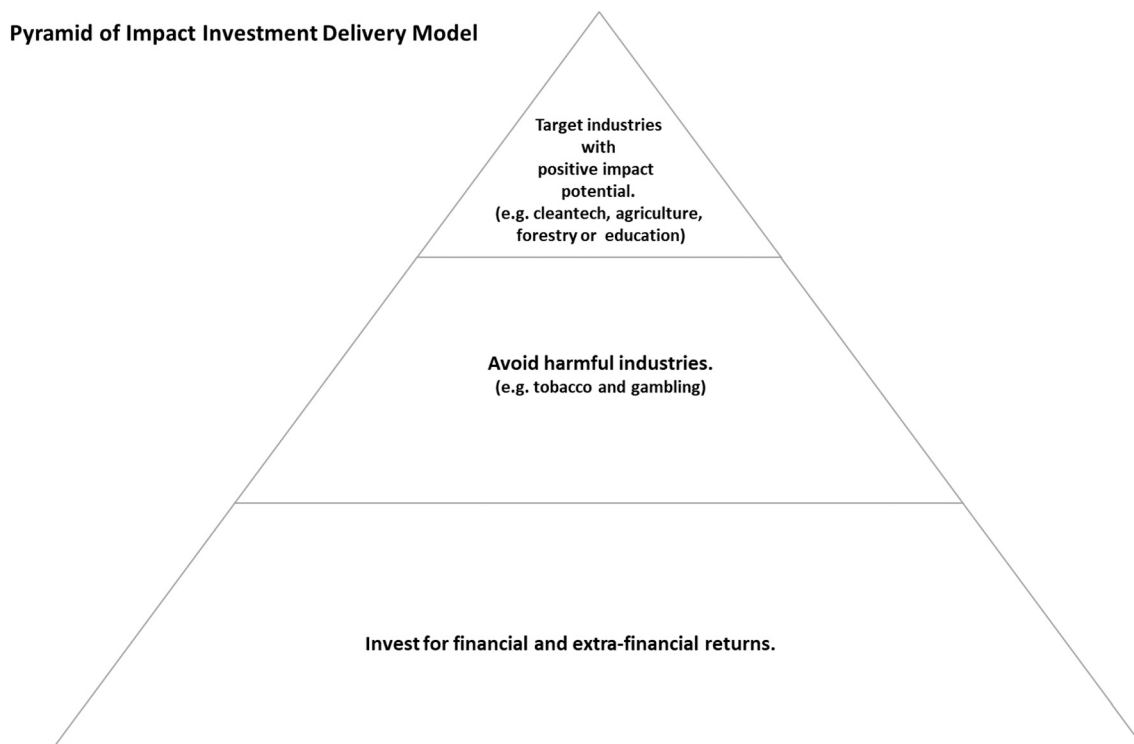 Pyramid of Impact Investment Delivery Model
Target industries
with
positive impact
potential.
(e.g. cleantech, agriculture,
forestry or education)
Avoid harmful industries.
(e.g. tobacco and gambling)
Invest for financial and extra-financial returns.